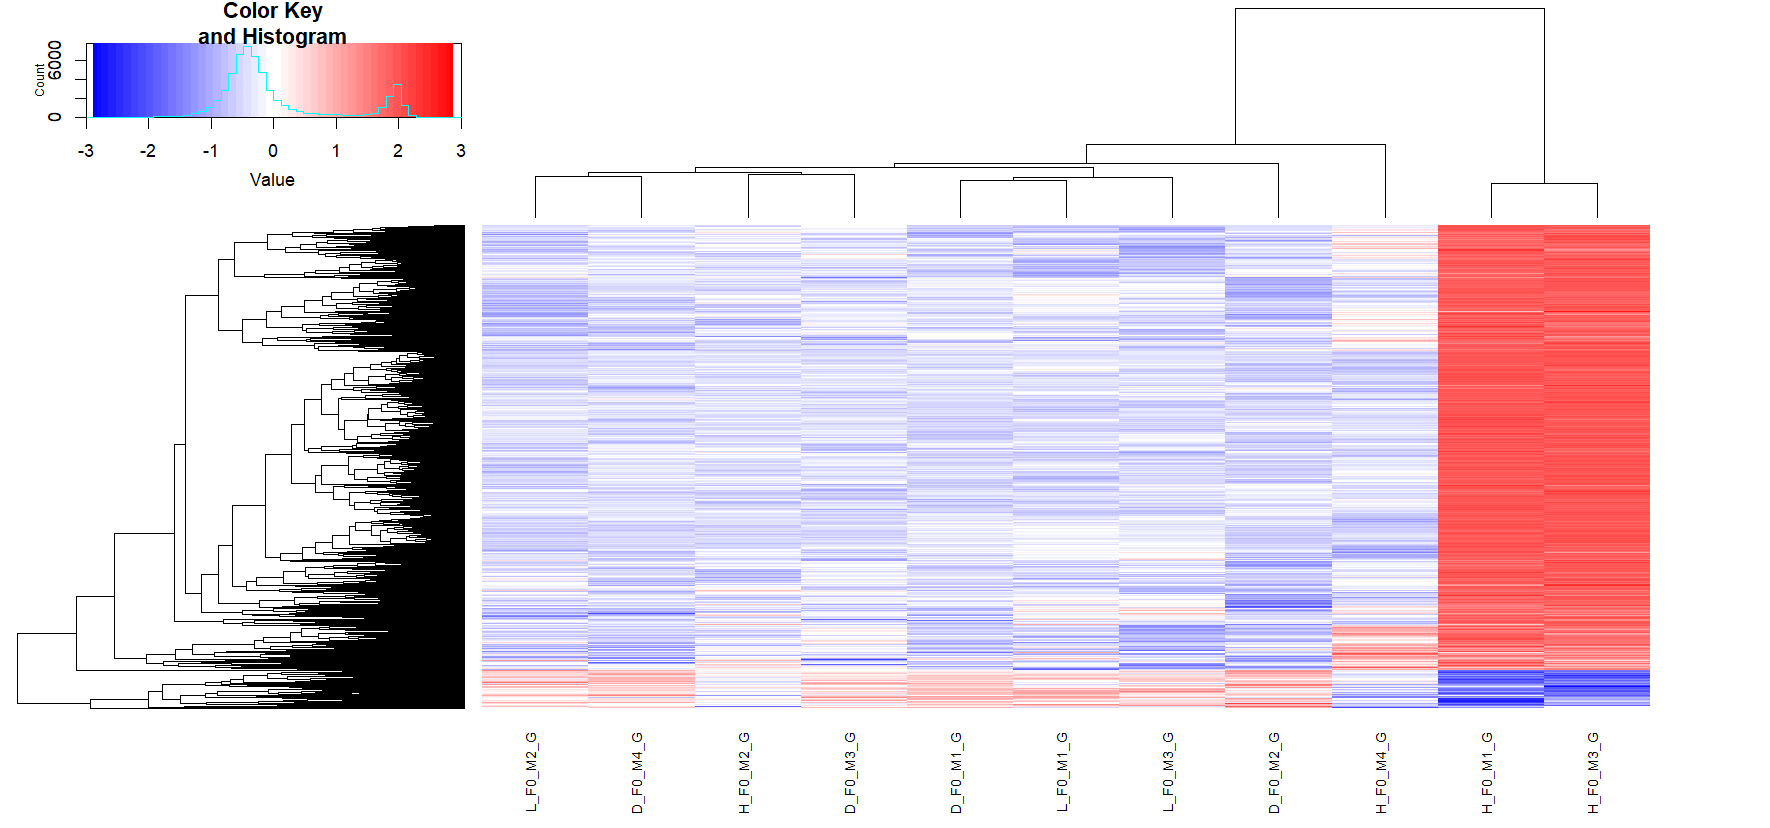 Color Key
and Histogram
Count
0
6000
-3
-2
-1
0
1
2
3
Value
L_F0_M2_G
D_F0_M4_G
H_F0_M2_G
D_F0_M3_G
D_F0_M1_G
L_F0_M1_G
L_F0_M3_G
D_F0_M2_G
H_F0_M4_G
H_F0_M1_G
H_F0_M3_G